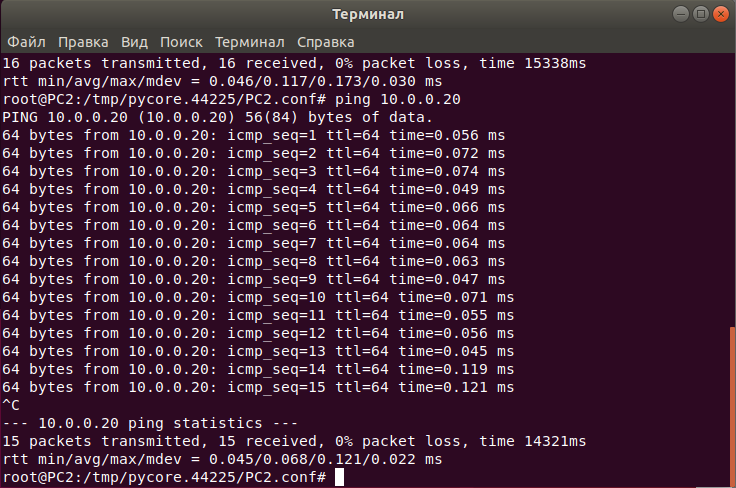 Терминал
Файл Правка Вид Поиск Терминал Справка
16 packets transmitted, 16 received, 0% packet loss, time 15338ms
rtt min/avg/max/mdev = 0.046/0.117/0.173/0.030 ms
root@PC2:/tmp/pycore.44225/PC2.conf# ping 10.0.0.20
PING 10.0.0.20 (10.0.0.20) 56(84) bytes of data.
64 bytes from 10.0.0.20: icmp_seq=1 ttl=64 time=0.056 ms
64 bytes from 10.0.0.20: icmp_seq=2 ttl=64 time=0.072 ms
64 bytes from 10.0.0.20: icmp_seq=3 ttl=64 time=0.074 ms
64 bytes from 10.0.0.20: icmp_seq=4 ttl=64 time=0.049 ms
64 bytes from 10.0.0.20: icmp_seq=5 ttl=64 time=0.066 ms
64 bytes from 10.0.0.20: icmp_seq=6 ttl=64 time=0.064 ms
64 bytes from 10.0.0.20: icmp_seq=7 ttl=64 time=0.064 ms
64 bytes from 10.0.0.20: icmp_seq=8 ttl=64 time=0.063 ms
64 bytes from 10.0.0.20: icmp_seq=9 ttl=64 time=0.047 ms
64 bytes from 10.0.0.20: icmp_seq=10 ttl=64 time=0.071 ms
64 bytes from 10.0.0.20: icmp_seq=11 ttl=64 time=0.055 ms
64 bytes from 10.0.0.20: icmp_seq=12 ttl=64 time=0.056 ms
64 bytes from 10.0.0.20: icmp_seq=13 ttl=64 time=0.045 ms
64 bytes from 10.0.0.20: icmp_seq=14 ttl=64 time=0.119 ms
64 bytes from 10.0.0.20: icmp_seq=15 ttl=64 time=0.121 ms
^C
--- 10.0.0.20 ping statistics ---
15 packets transmitted, 15 received, 0% packet loss, time 14321ms
rtt min/avg/max/mdev = 0.045/0.068/0.121/0.022 ms
root@PC2:/tmp/pycore.44225/PC2.conf#